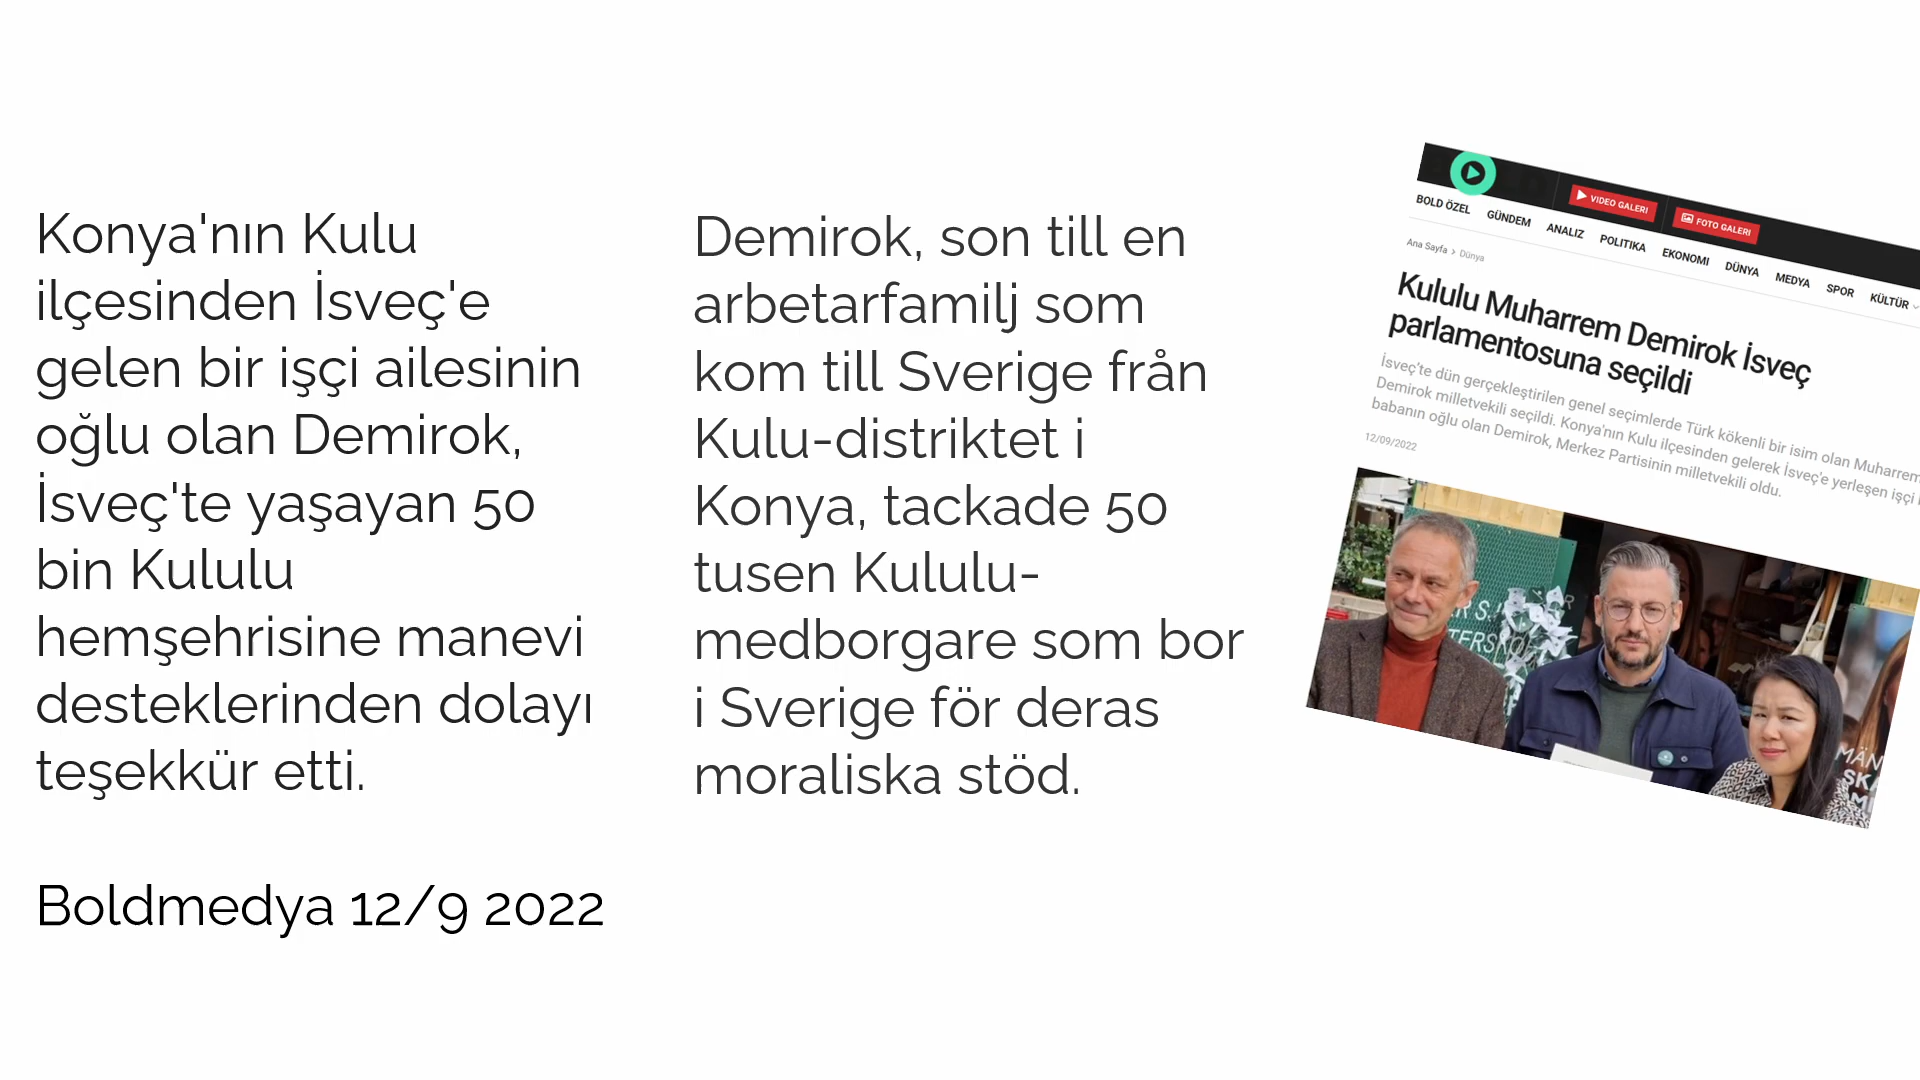 Konya'nın Kulu
ilçesinden İsveç'e
gelen bir işçi ailesinin
oğlu olan Demirok,
İsveç'te yaşayan 50
bin Kululu
hemşehrisine manevi
desteklerinden dolayı
teşekkür etti.
Boldmedya 12/9 2022
Demirok, son till en
arbetarfamilj som
kom till Sverige från
Kulu-distriktet i
Konya, tackade 50
tusen Kululu-
medborgare som bor
i Sverige för deras
moraliska stöd.
VIDEO GALERI
FOTO GALERI
BOLD ÖZEL GÜNDEM ANALIZ POLITIKA EKONOMI DÜNYA MEDYA SPOR KÜLTÜR
Ana Sayfa > Dünya
Kululu Muharrem Demirok İsveç
parlamentosuna seçildi
İsveç'te dün gerçekleştirilen genel seçimlerde Türk kökenli bir isim olan Muharrem
Demirok milletvekili seçildi. Konya'nın Kulu ilçesinden gelerek İsveç'e yerleşen işçi
babanın oğlu olan Demirok, Merkez Partisinin milletvekili oldu.
12/09/2022
MÄN
SKA